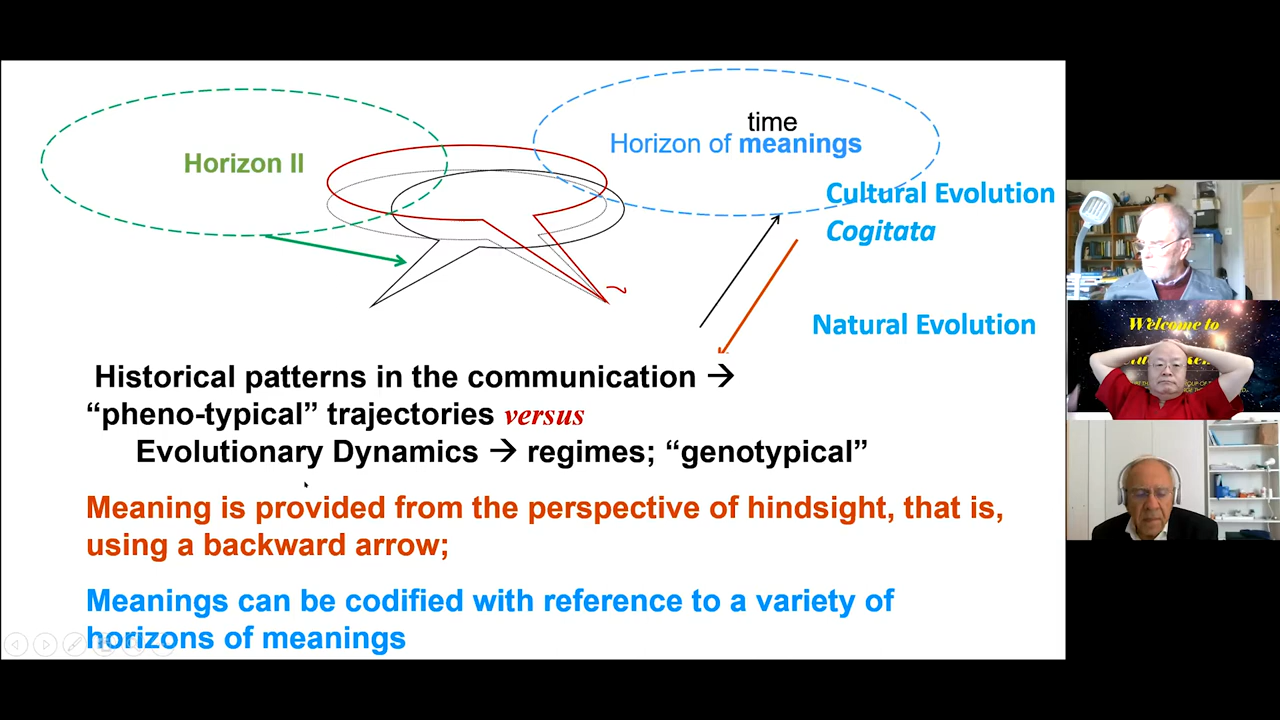 time
Horizon II
Horizon of meanings
Cultural Evolution
Cogitata
Natural Evolution
Historical patterns in the communication →
“pheno-typical” trajectories versus
Evolutionary Dynamics → regimes; “genotypical”
Meaning is provided from the perspective of hindsight, that is,
using a backward arrow;
Meanings can be codified with reference to a variety of
horizons of meanings
Welcome to